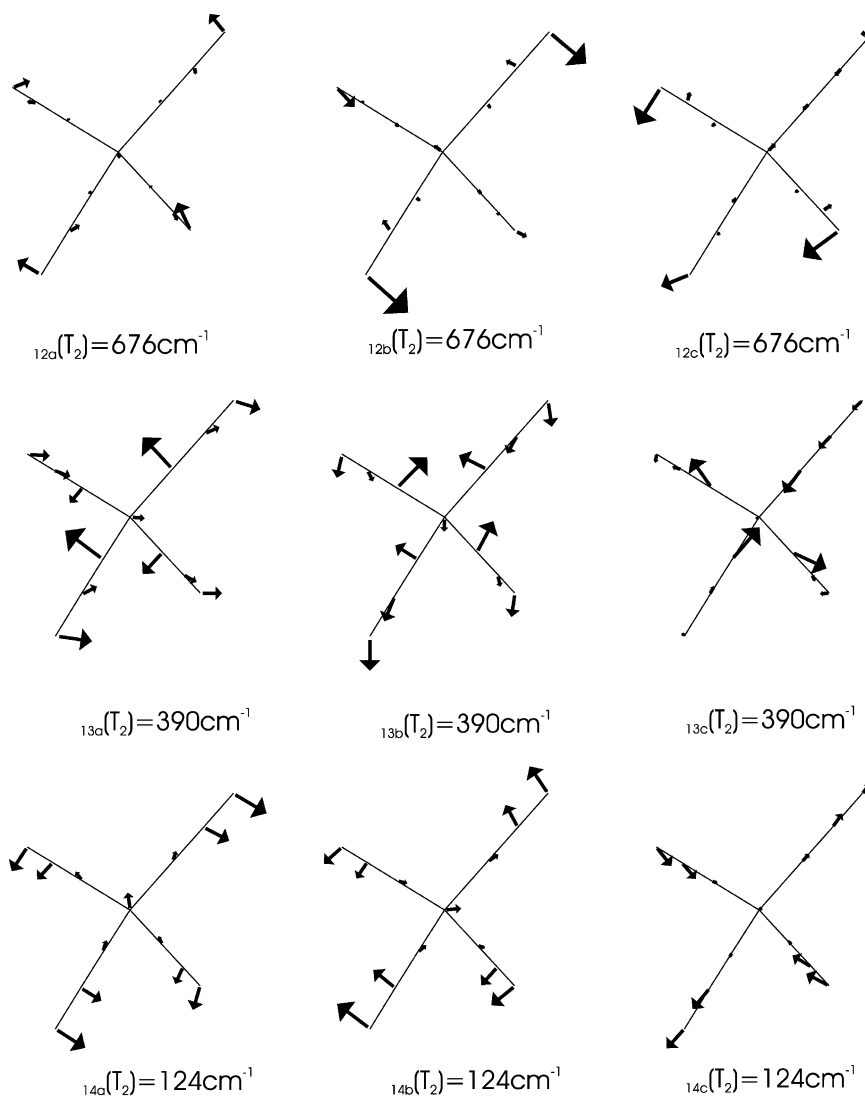 12a(T2)=676cm-1
12b(T2)=676cm-1
12c(T2)=676cm-1
13a(T2)=390cm-1
13b(T2)=390cm-1
13c(T2)=390cm-1
14a(T2)=124cm-1
14b(T2)=124cm-1
14c(T2)=124cm-1